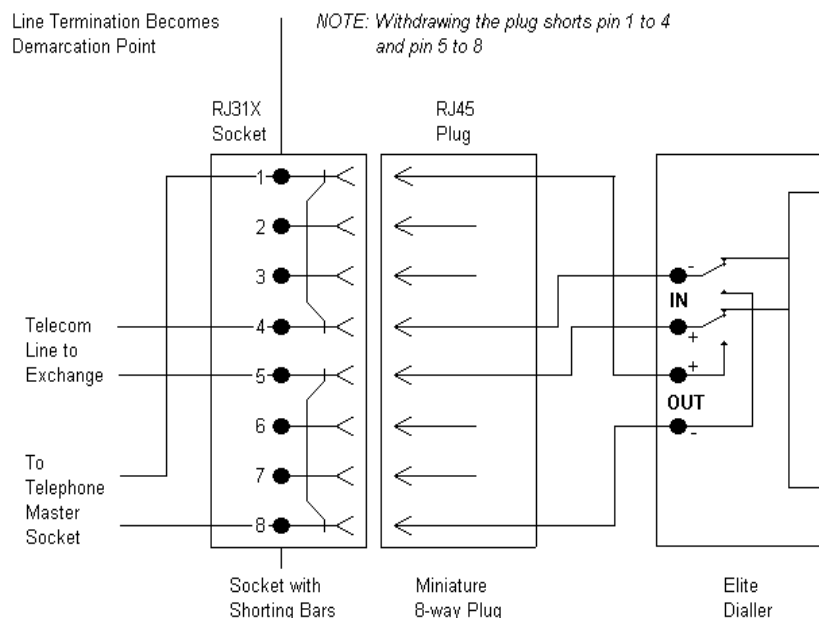 Line Termination Becomes
Demarcation Point
NOTE: Withdrawing the plug shorts pin 1 to 4
and pin 5 to 8
RJ31X
Socket
RJ45
Plug
1
2
3
4
5
6
7
8
Telecom
Line to
Exchange
To
Telephone
Master
Socket
-
IN
+
+
OUT
-
Socket with
Shorting Bars
Miniature
8-way Plug
Elite
Dialler